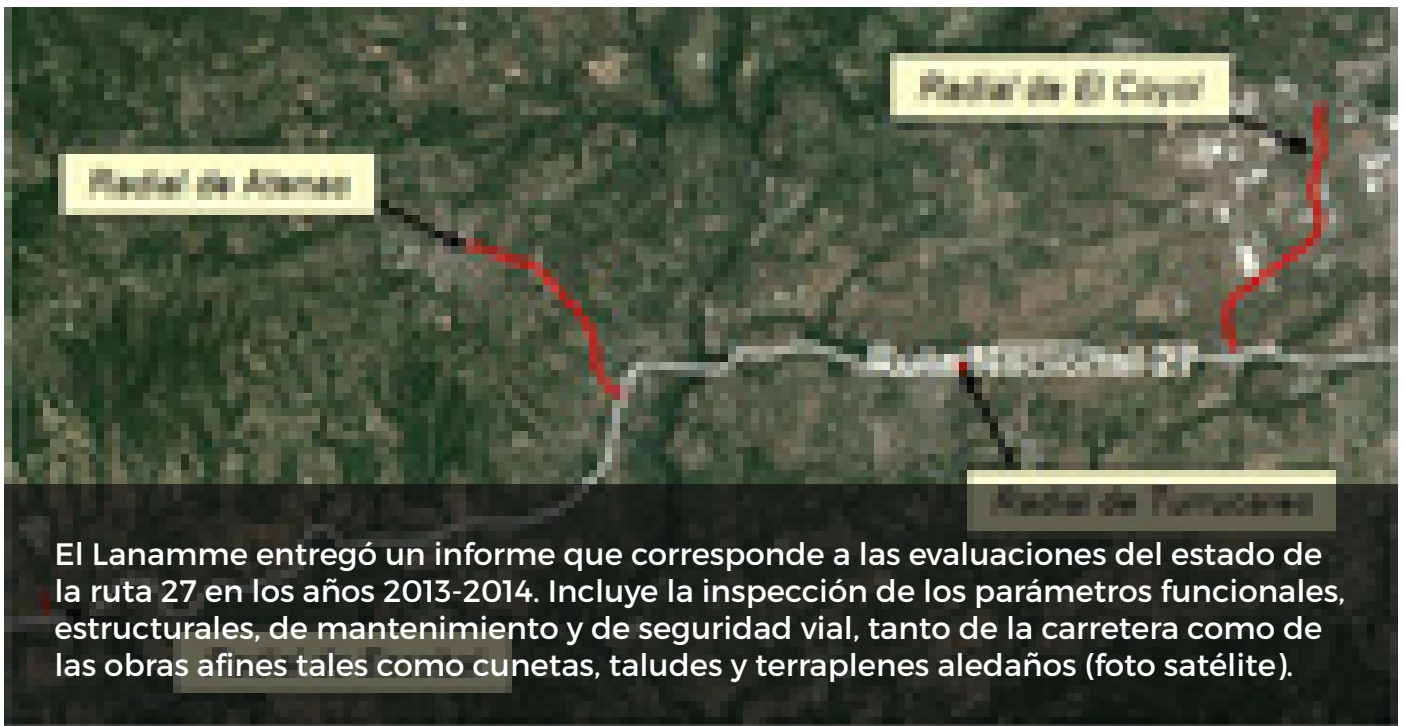 Radial de El Coyol
Radial de Atenas
Ruta Nacional 27
Radial de Turrúcares
El Lanamme entregó un informe que corresponde a las evaluaciones del estado de
la ruta 27 en los años 2013-2014. Incluye la inspección de los parámetros funcionales,
estructurales, de mantenimiento y de seguridad vial, tanto de la carretera como de
las obras afines tales como cunetas, taludes y terraplenes aledaños (foto satélite).